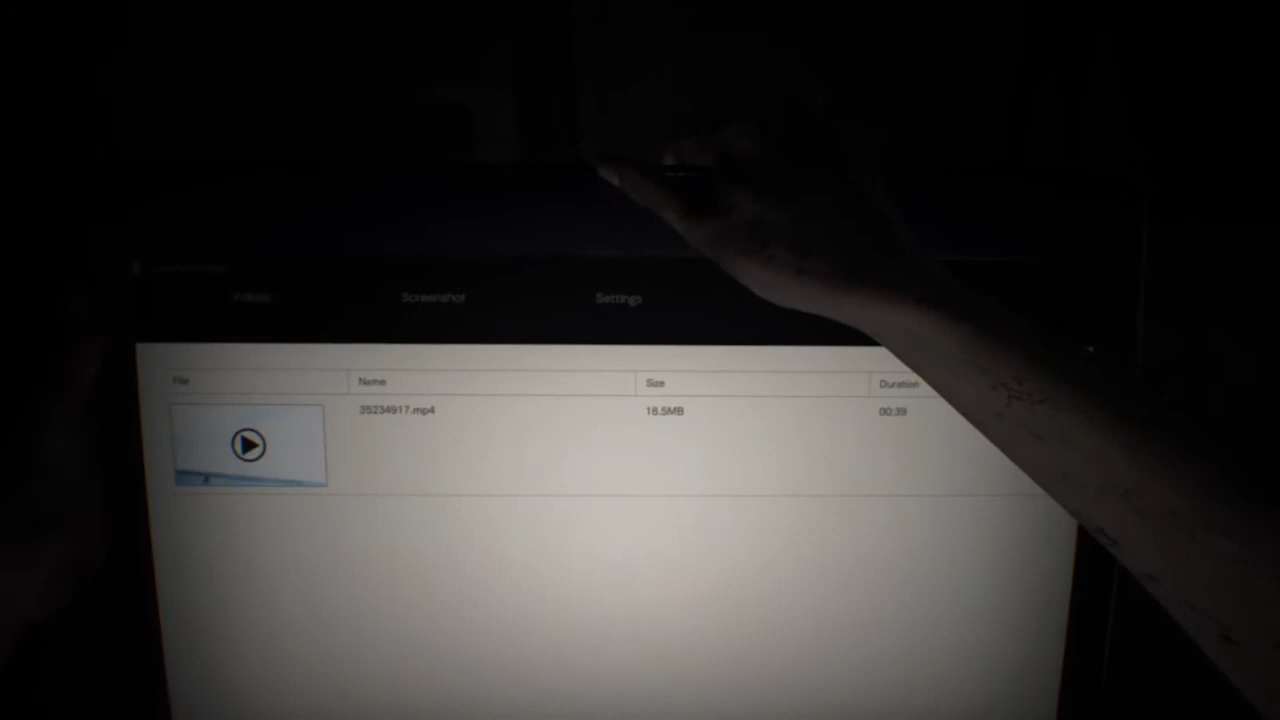 Videos Screenshot Settings
File Name Size Duration
35234917.mp4 18.5MB 00:39